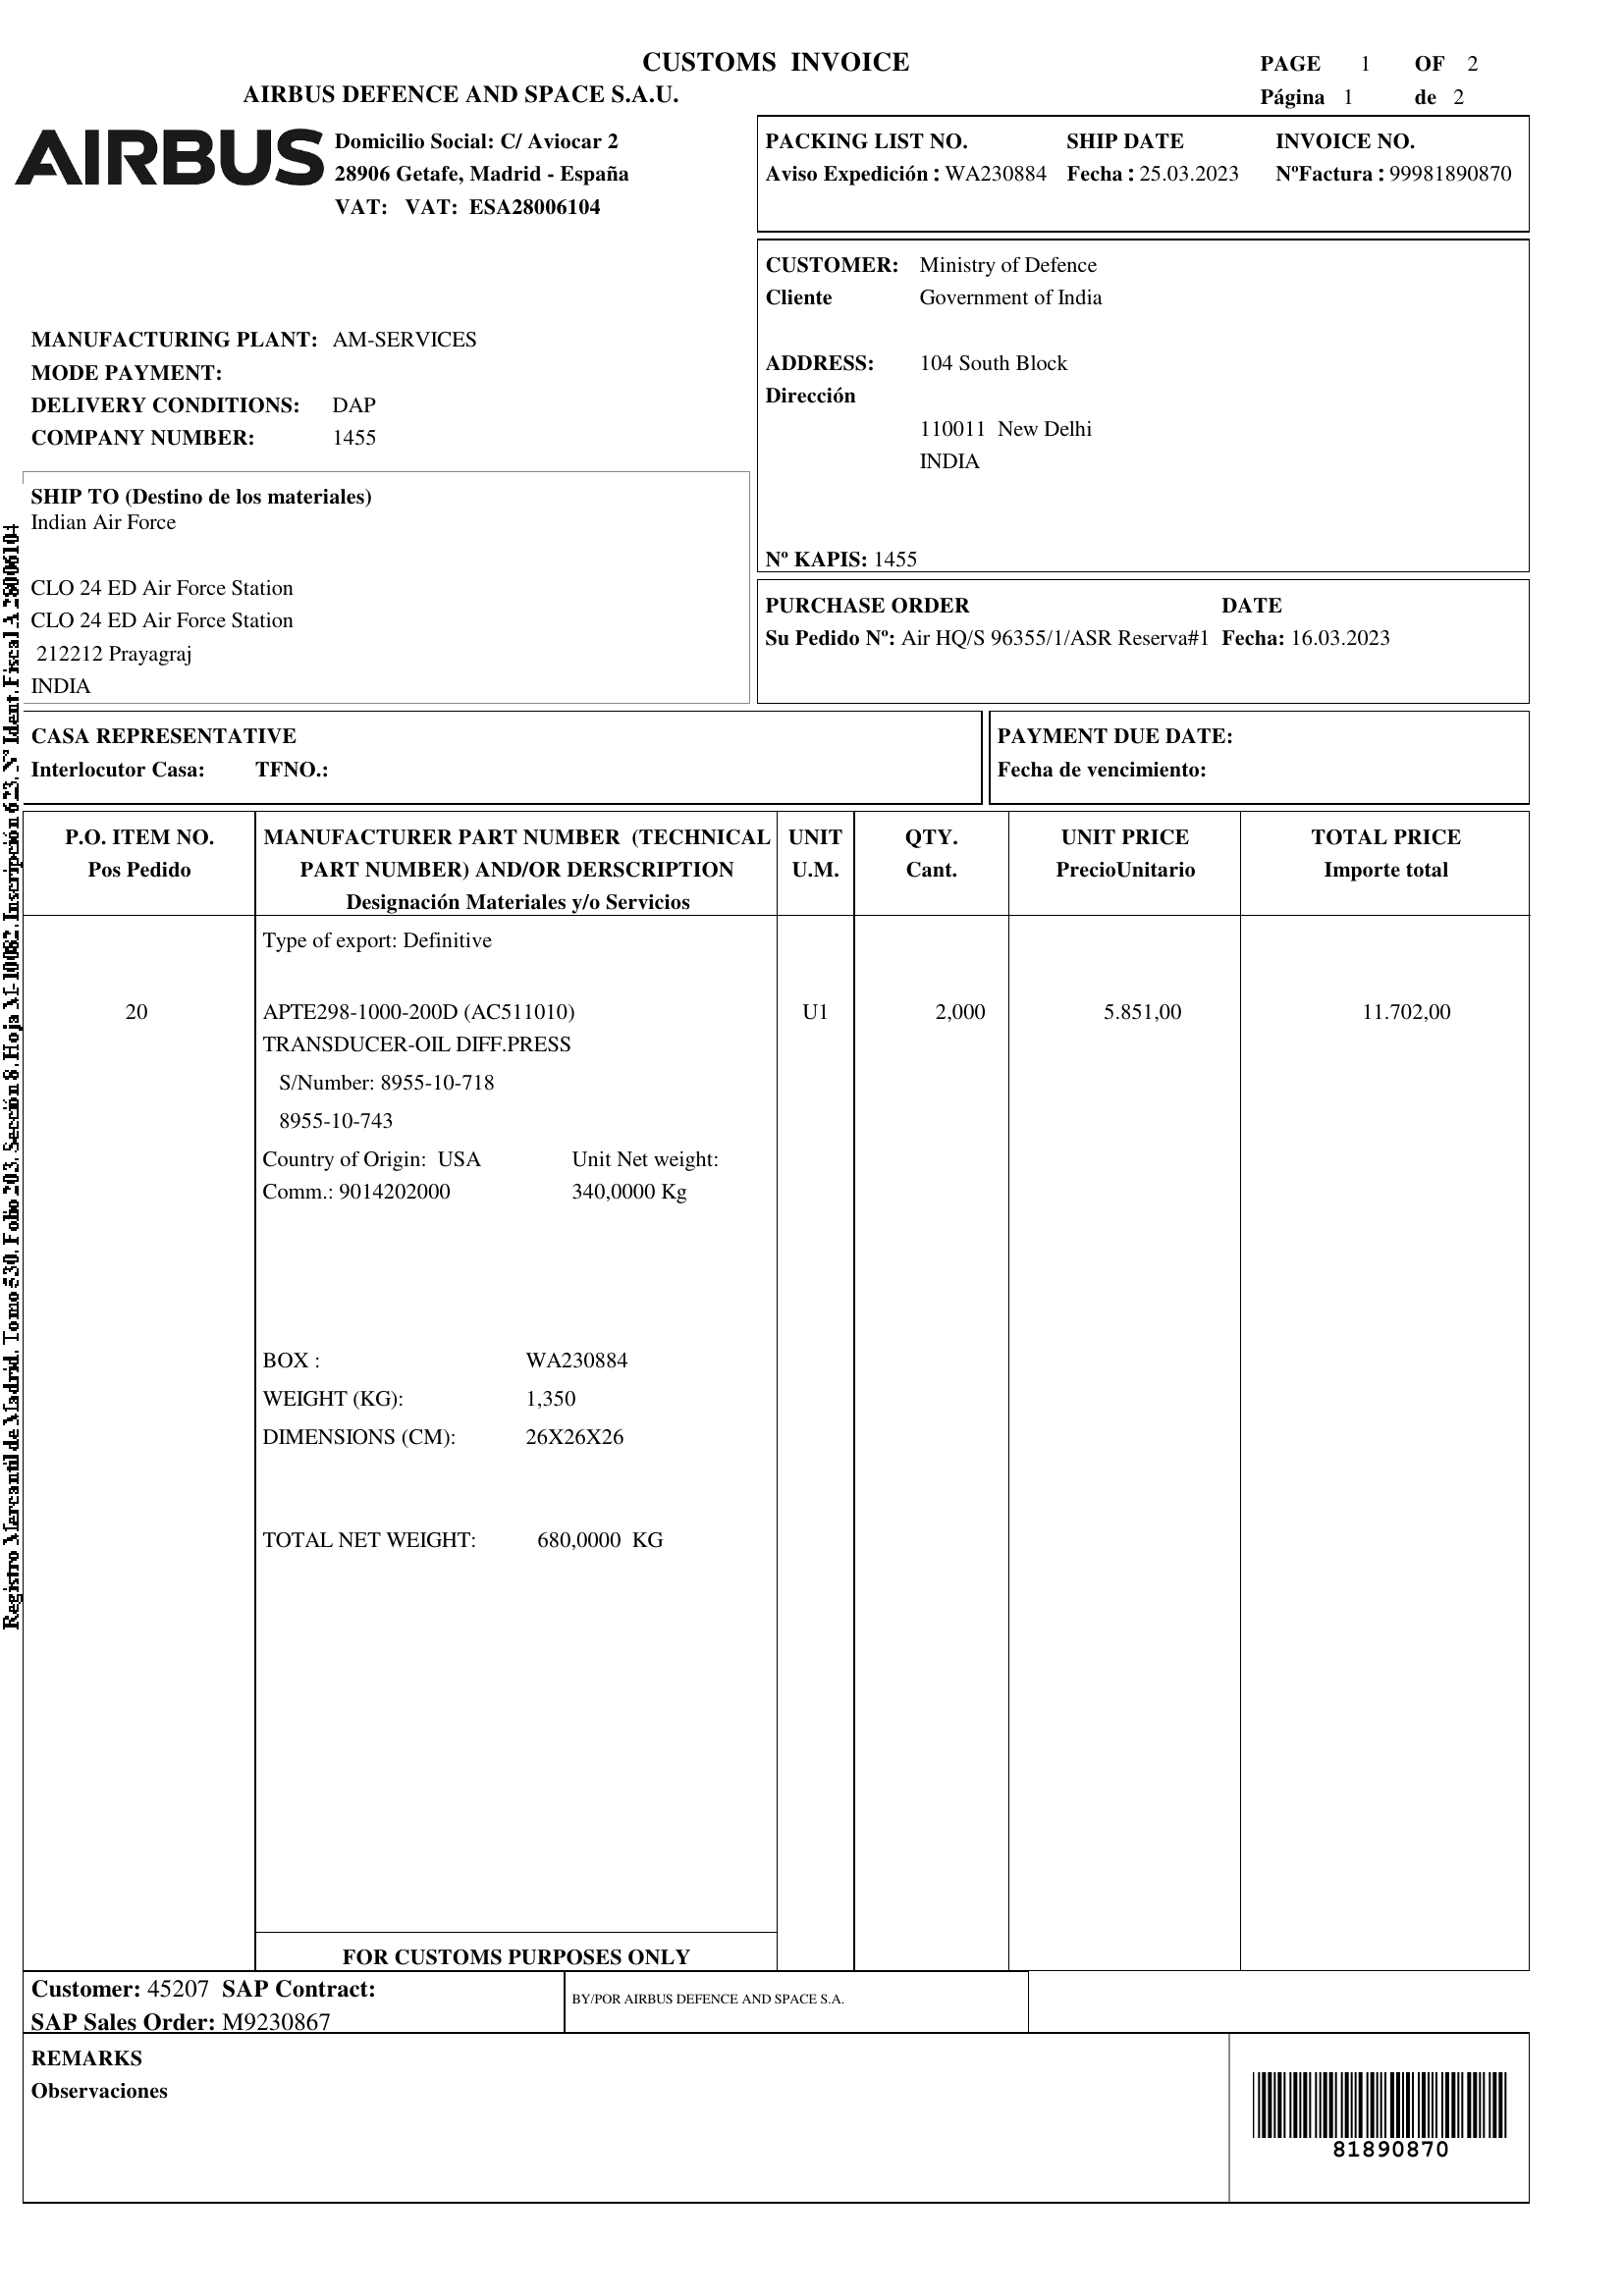 CUSTOMS INVOICE
PAGE 1 OF 2
AIRBUS DEFENCE AND SPACE S.A.U.
Página 1 de 2
AIRBUS
Domicilio Social: C/ Aviocar 2
28906 Getafe, Madrid - España
VAT: VAT: ESA28006104
PACKING LIST NO. SHIP DATE INVOICE NO.
Aviso Expedición : WA230884 Fecha : 25.03.2023 NºFactura : 99981890870
CUSTOMER: Ministry of Defence
Cliente Government of India
ADDRESS: 104 South Block
Dirección
110011 New Delhi
INDIA
Nº KAPIS: 1455
MANUFACTURING PLANT: AM-SERVICES
MODE PAYMENT:
DELIVERY CONDITIONS: DAP
COMPANY NUMBER: 1455
SHIP TO (Destino de los materiales)
Indian Air Force
CLO 24 ED Air Force Station
CLO 24 ED Air Force Station
212212 Prayagraj
INDIA
PURCHASE ORDER DATE
Su Pedido Nº: Air HQ/S 96355/1/ASR Reserva#1 Fecha: 16.03.2023
CASA REPRESENTATIVE
Interlocutor Casa: TFNO.:
PAYMENT DUE DATE:
Fecha de vencimiento:
P.O. ITEM NO.
Pos Pedido
MANUFACTURER PART NUMBER (TECHNICAL
PART NUMBER) AND/OR DERSCRIPTION
Designación Materiales y/o Servicios
UNIT
U.M.
QTY.
Cant.
UNIT PRICE
PrecioUnitario
TOTAL PRICE
Importe total
Type of export: Definitive
20 APTE298-1000-200D (AC511010) U1 2,000 5.851,00 11.702,00
TRANSDUCER-OIL DIFF.PRESS
S/Number: 8955-10-718
8955-10-743
Country of Origin: USA Unit Net weight:
Comm.: 9014202000 340,0000 Kg
BOX : WA230884
WEIGHT (KG): 1,350
DIMENSIONS (CM): 26X26X26
TOTAL NET WEIGHT: 680,0000 KG
FOR CUSTOMS PURPOSES ONLY
Customer: 45207 SAP Contract:
SAP Sales Order: M9230867
BY/POR AIRBUS DEFENCE AND SPACE S.A.
REMARKS
Observaciones
81890870
Registro Mercantil de Madrid, Tomo 530, Folio 203, Sección 8, Hoja M-10082, Inscripción 623, Nº Ident. Fiscal A 28006104